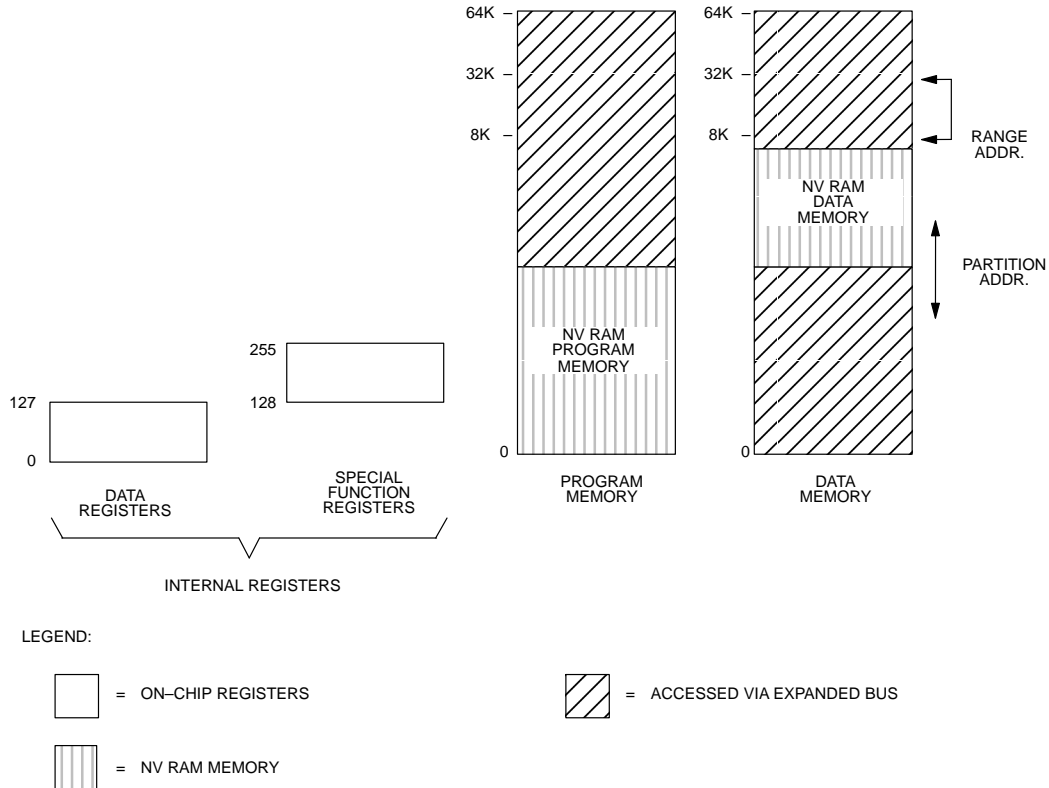 64K –
32K –
8K –
0
NV RAM
PROGRAM
MEMORY
PROGRAM
MEMORY
64K –
32K –
8K –
0
NV RAM
DATA
MEMORY
DATA
MEMORY
RANGE
ADDR.
PARTITION
ADDR.
127
0
DATA
REGISTERS
255
128
SPECIAL
FUNCTION
REGISTERS
INTERNAL REGISTERS
LEGEND:
= ON–CHIP REGISTERS
= ACCESSED VIA EXPANDED BUS
= NV RAM MEMORY